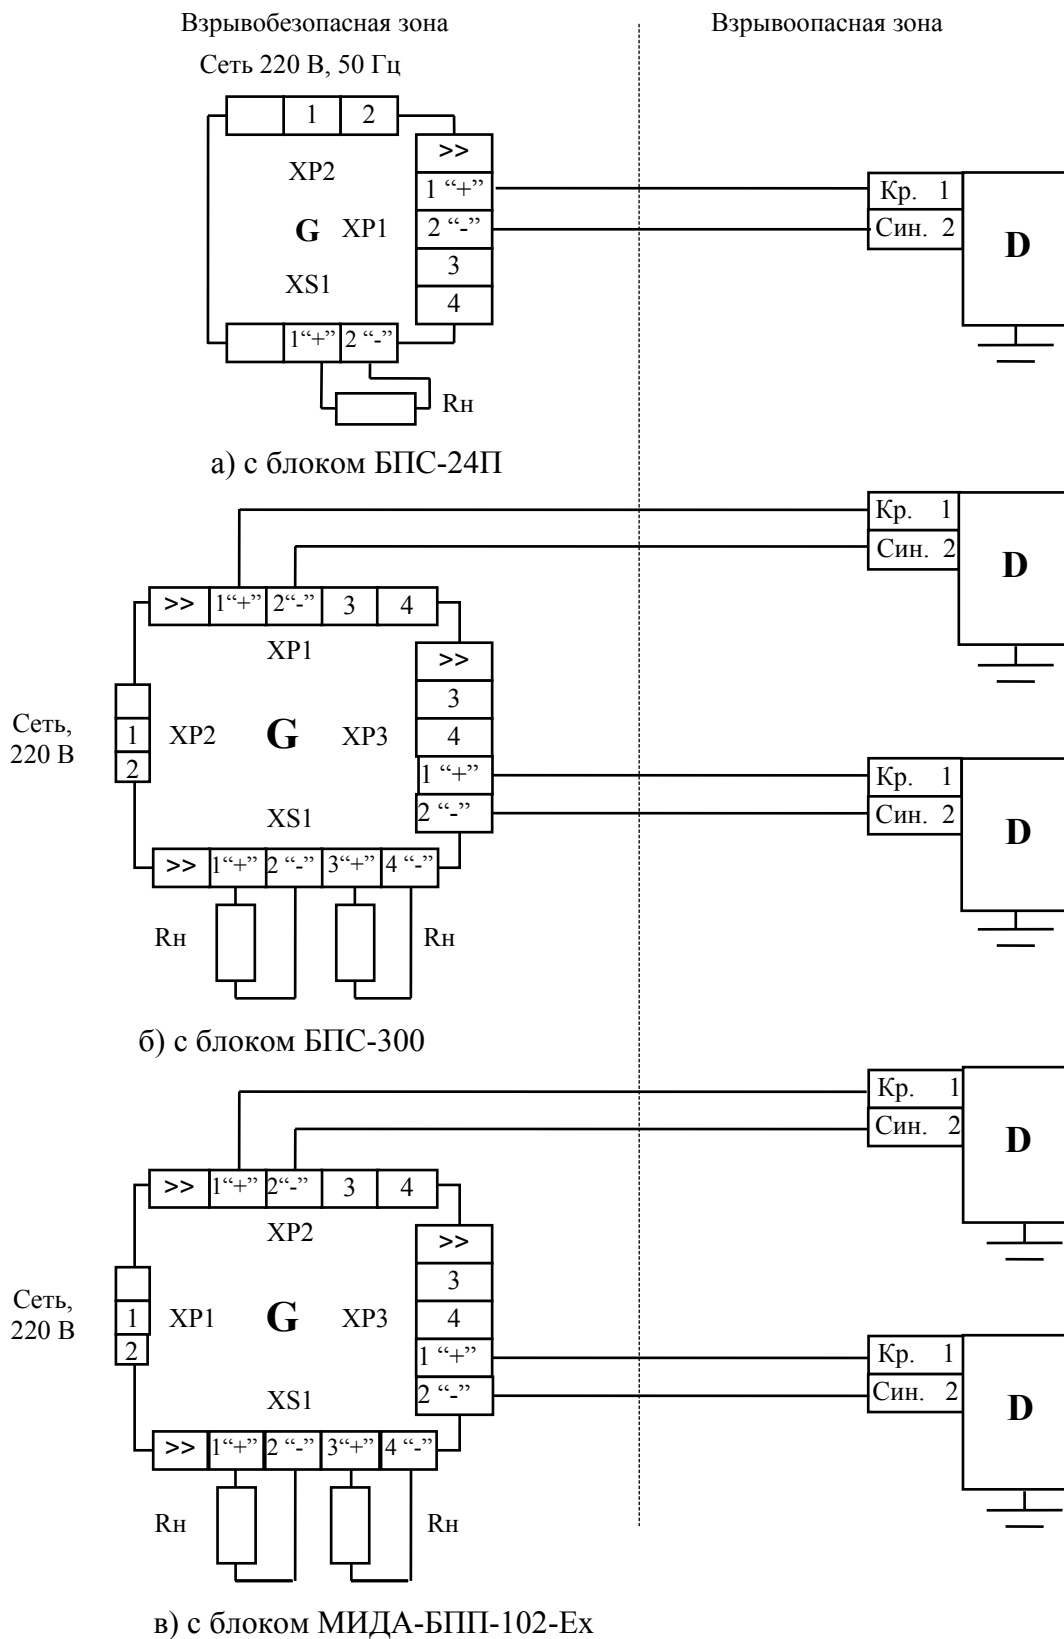 Взрывобезопасная зона
Взрывоопасная зона
Сеть 220 В, 50 Гц
1 2
>>
XP2
1 “+”
Кр. 1
G XP1
2 “-”
Син. 2
D
3
XS1
4
1“+” 2 “-”
Rн
а) с блоком БПС-24П
Кр. 1
Син. 2
D
>> 1“+” 2“-” 3 4
XP1
>>
3
Сеть,
220 В
1
2
XP2
G
XP3
4
1 “+”
2 “-”
Кр. 1
Син. 2
D
XS1
>> 1“+” 2 “-” 3“+” 4 “-”
Rн
Rн
б) с блоком БПС-300
Кр. 1
Син. 2
D
>> 1“+” 2“-” 3 4
XP2
>>
3
Сеть,
220 В
1
2
XP1
G
XP3
4
1 “+”
2 “-”
Кр. 1
Син. 2
D
XS1
>> 1“+” 2 “-” 3“+” 4 “-”
Rн
Rн
в) с блоком МИДА-БПП-102-Ex